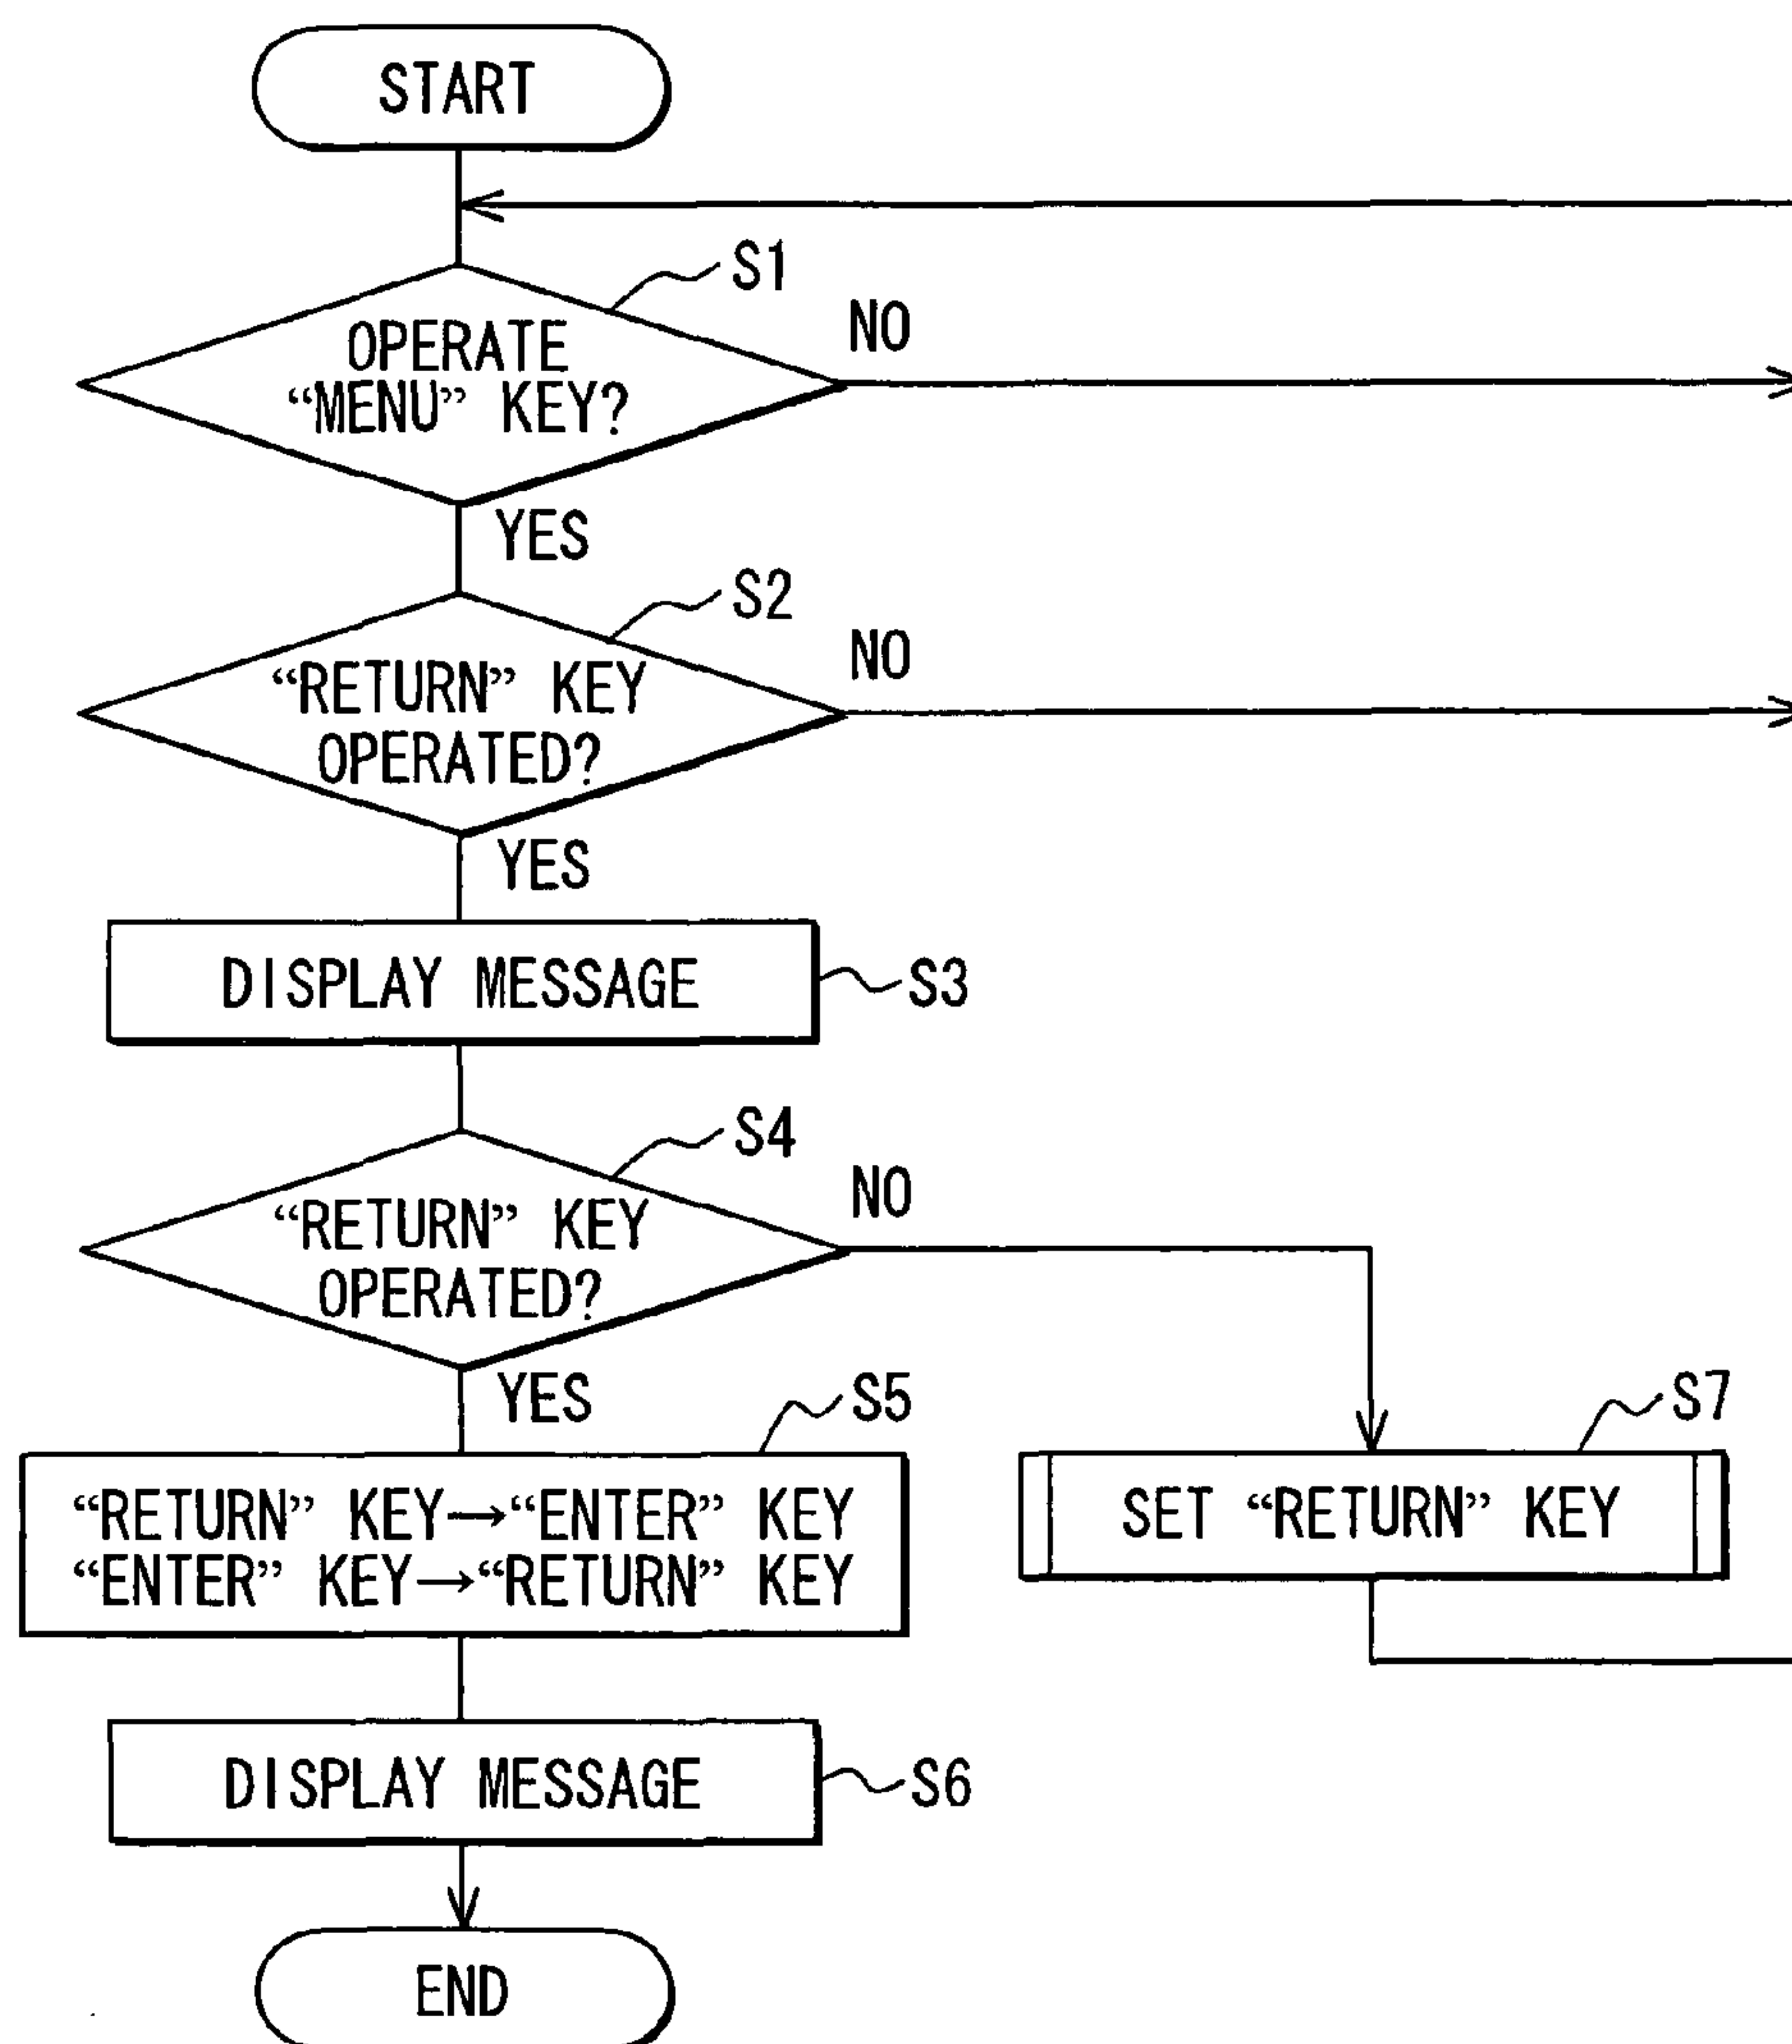 START
S1
OPERATE
“MENU” KEY?
NO
YES
S2
“RETURN” KEY
OPERATED?
NO
YES
DISPLAY MESSAGE
S3
S4
“RETURN” KEY
OPERATED?
NO
YES
S5
“RETURN” KEY→“ENTER” KEY
“ENTER” KEY→“RETURN” KEY
S7
SET “RETURN” KEY
DISPLAY MESSAGE
S6
END